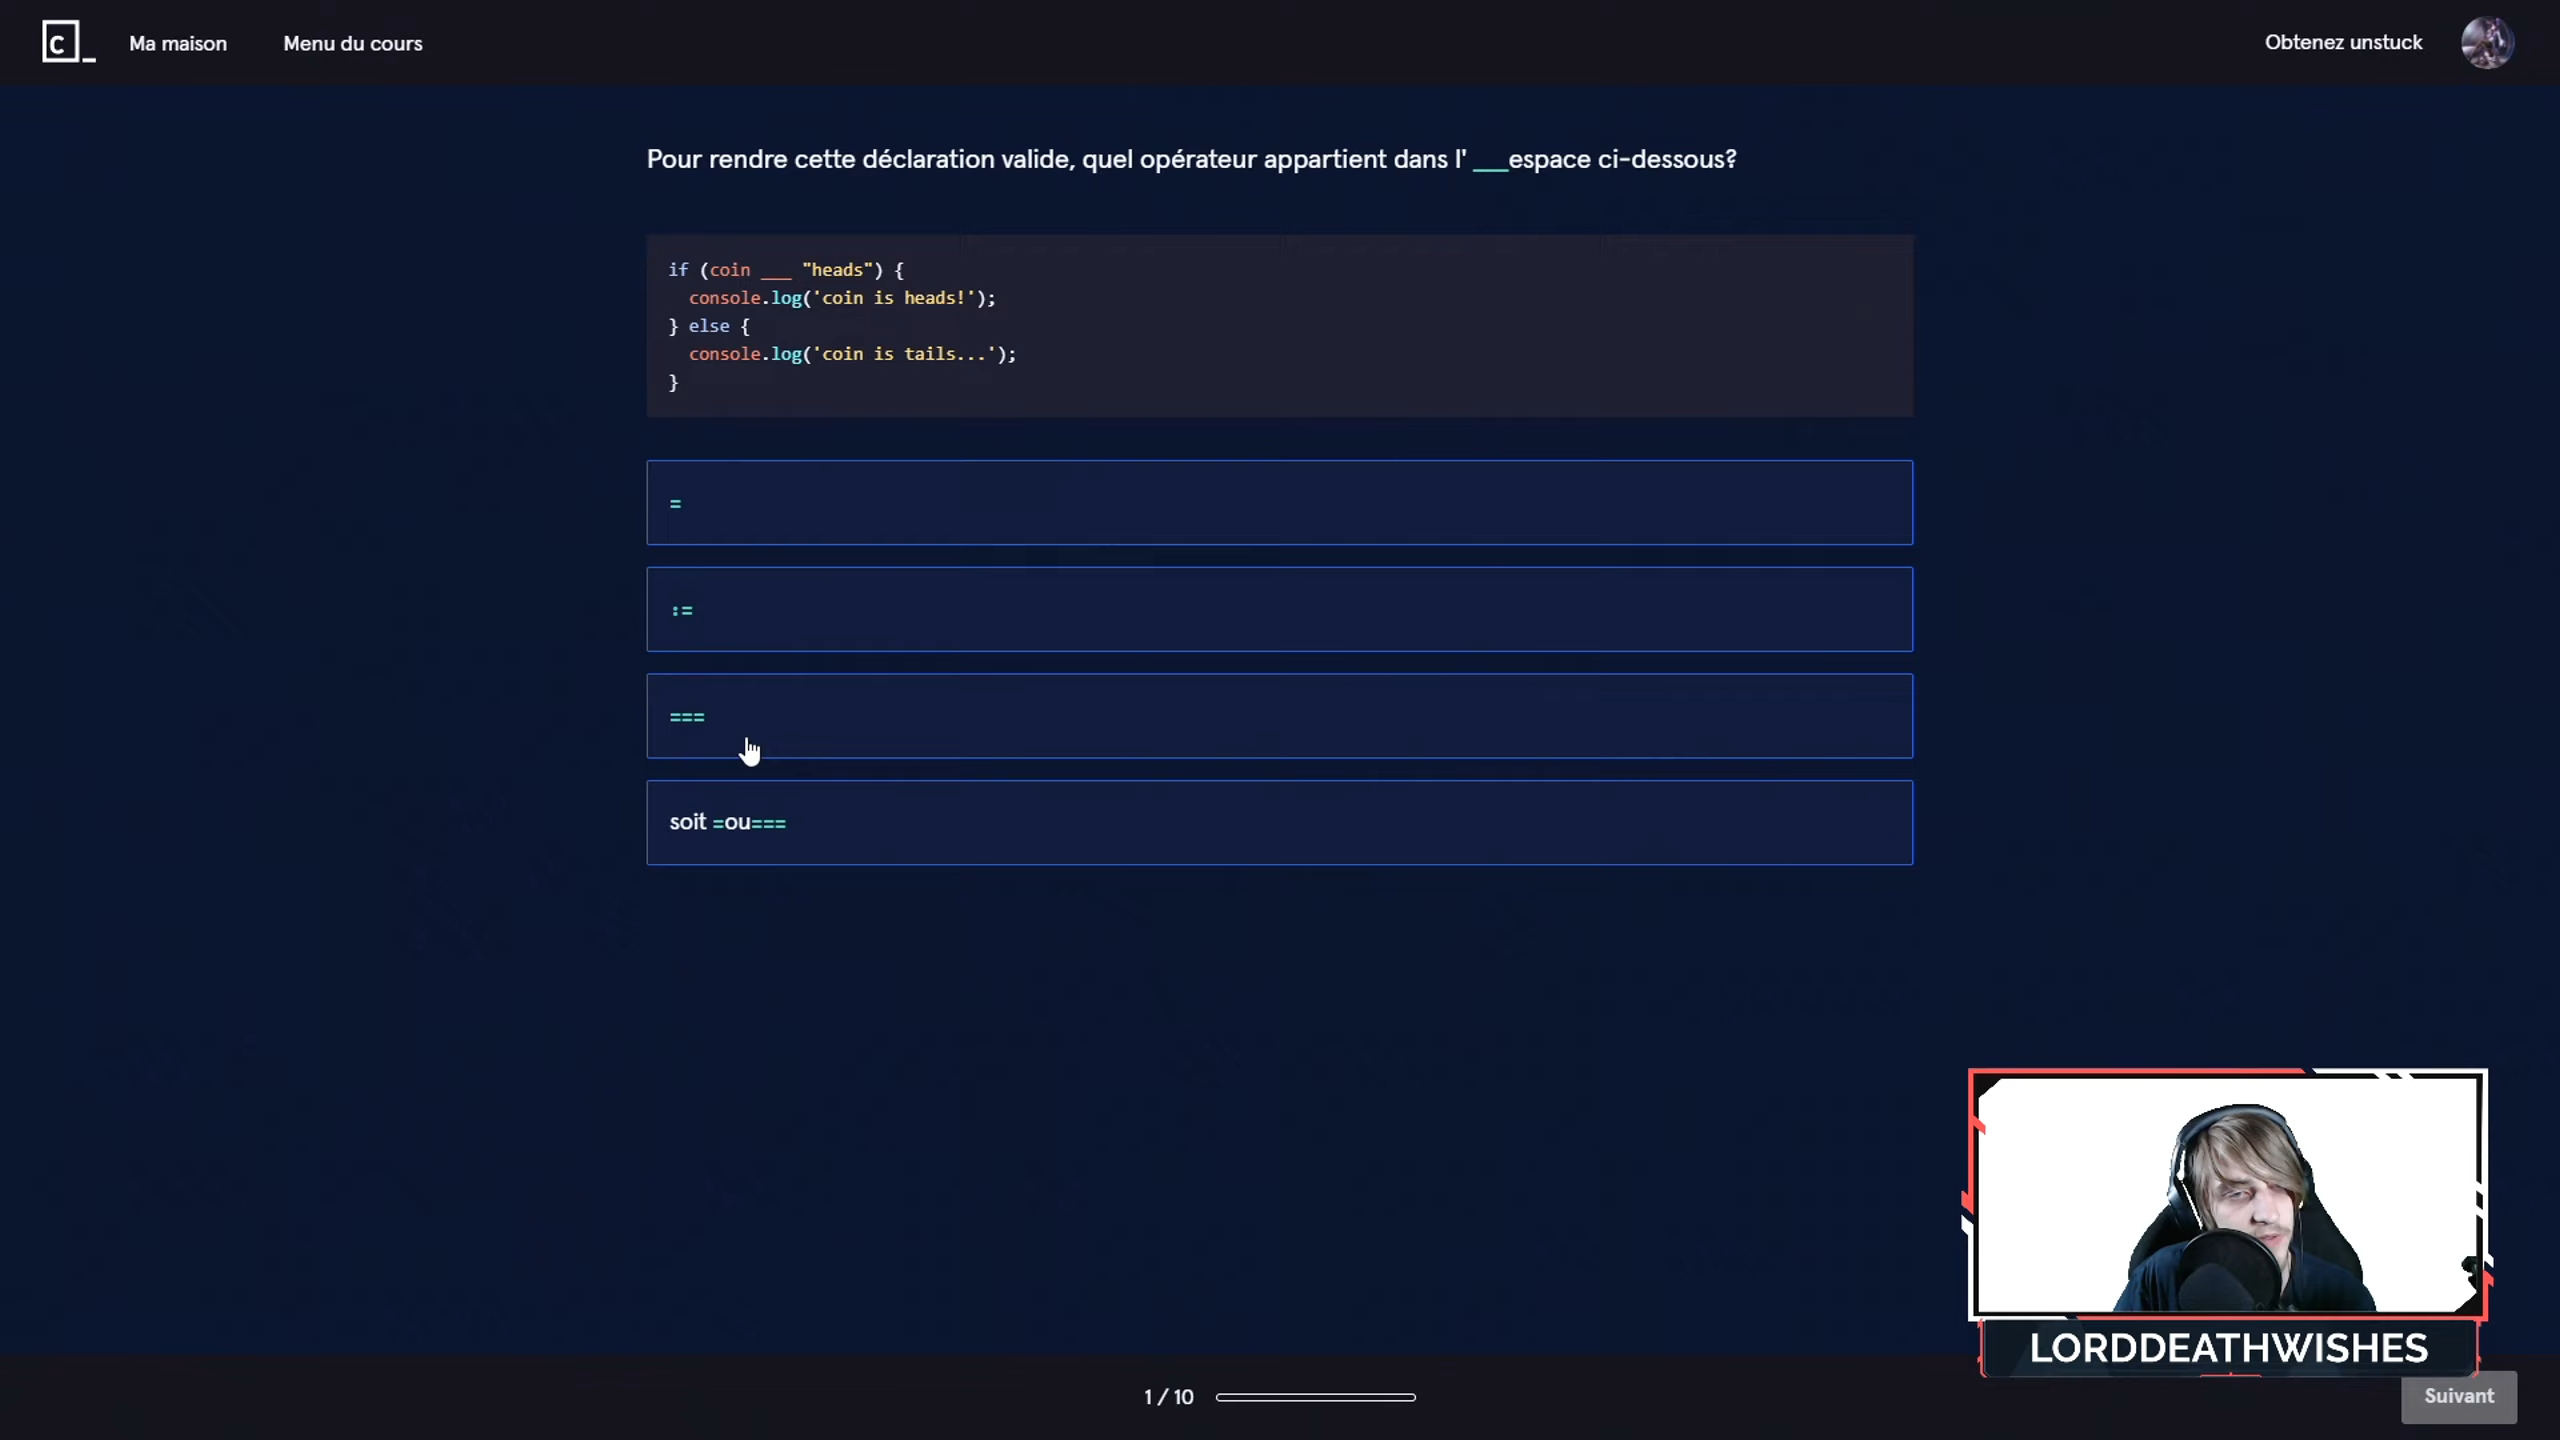 c_ Ma maison Menu du cours Obtenez unstuck
Pour rendre cette déclaration valide, quel opérateur appartient dans l' ___espace ci-dessous?
if (coin ___ "heads") {
  console.log('coin is heads!');
} else {
  console.log('coin is tails...');
}
=
:=
===
soit =ou===
LORDDEATHWISHES
1 / 10
Suivant